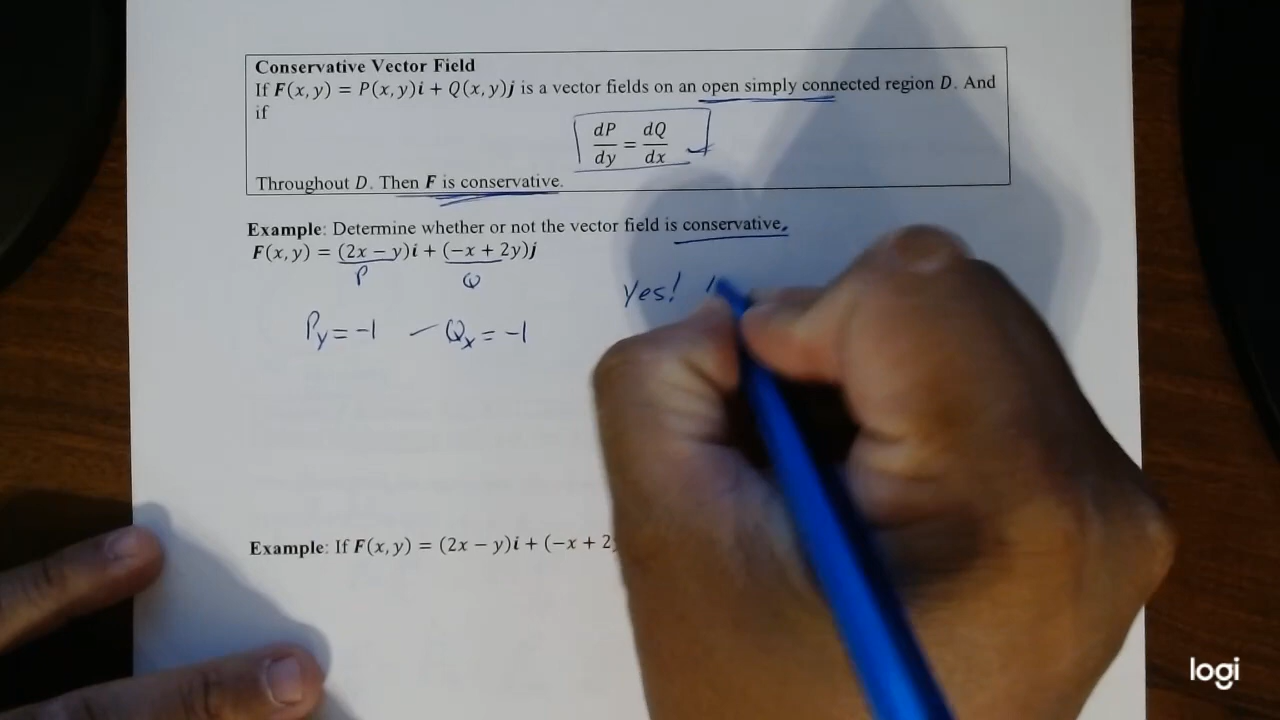 Conservative Vector Field
If F(x, y) = P(x, y)i + Q(x, y)j is a vector fields on an open simply connected region D. And
if
dP/dy = dQ/dx
Throughout D. Then F is conservative.
Example: Determine whether or not the vector field is conservative.
F(x, y) = (2x − y)i + (−x + 2y)j
P Q
Yes!
Py = -1 Qx = -1
Example: If F(x, y) = (2x − y)i + (−x + 2
logi